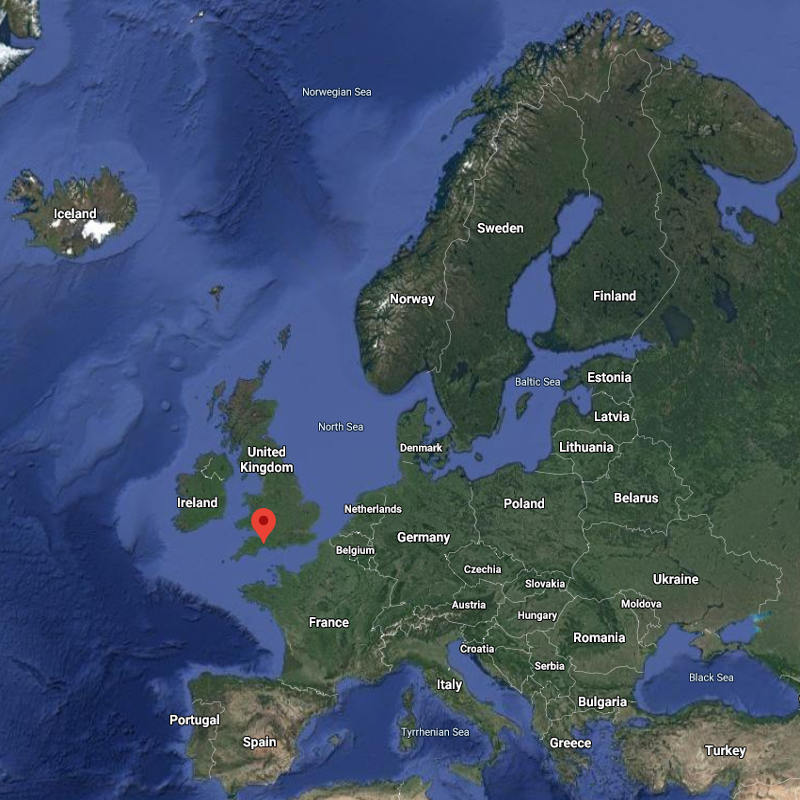 Norwegian Sea
Iceland
Sweden
Norway
Finland
Baltic Sea
Estonia
Latvia
North Sea
Denmark
Lithuania
United
Kingdom
Ireland
Netherlands
Poland
Belarus
Germany
Belgium
Czechia
Slovakia
Ukraine
Austria
Moldova
Hungary
France
Romania
Croatia
Serbia
Black Sea
Italy
Bulgaria
Portugal
Tyrrhenian Sea
Spain
Greece
Turkey